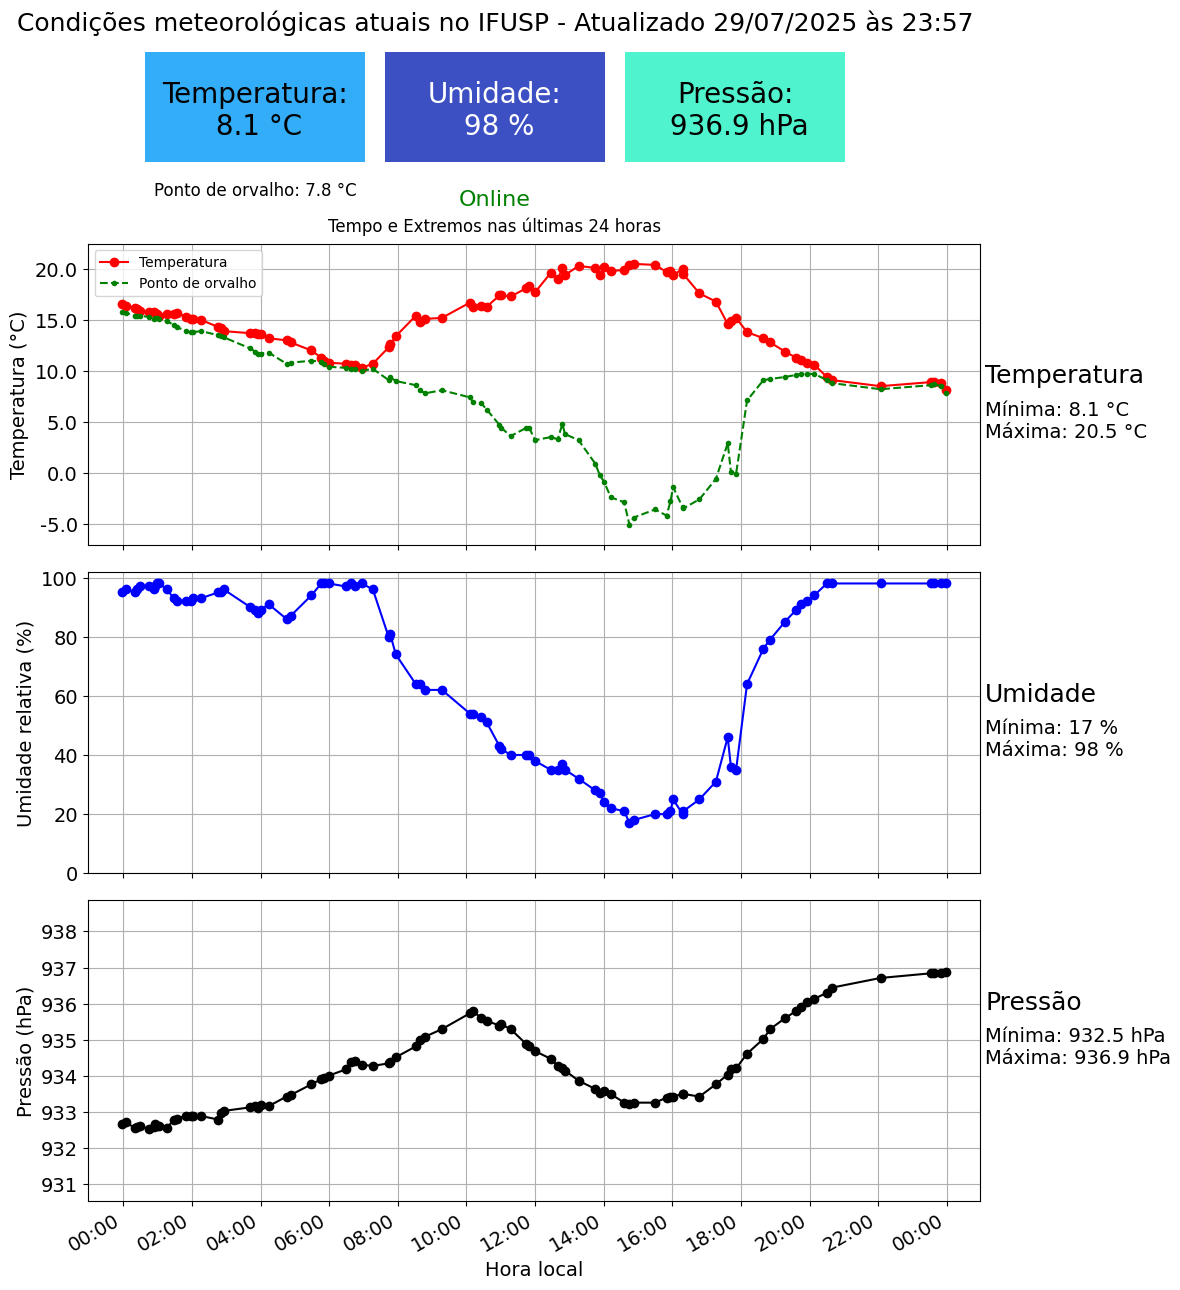 Condições meteorológicas atuais no IFUSP - Atualizado 29/07/2025 às 23:57
Temperatura:
8.1 °C
Umidade:
98 %
Pressão:
936.9 hPa
Ponto de orvalho: 7.8 °C
Online
Tempo e Extremos nas últimas 24 horas
Temperatura
Ponto de orvalho
Temperatura (°C)
20.0
15.0
10.0
5.0
0.0
-5.0
Temperatura
Mínima: 8.1 °C
Máxima: 20.5 °C
Umidade relativa (%)
100
80
60
40
20
0
Umidade
Mínima: 17 %
Máxima: 98 %
Pressão (hPa)
938
937
936
935
934
933
932
931
Pressão
Mínima: 932.5 hPa
Máxima: 936.9 hPa
00:00 02:00 04:00 06:00 08:00 10:00 12:00 14:00 16:00 18:00 20:00 22:00 00:00
Hora local